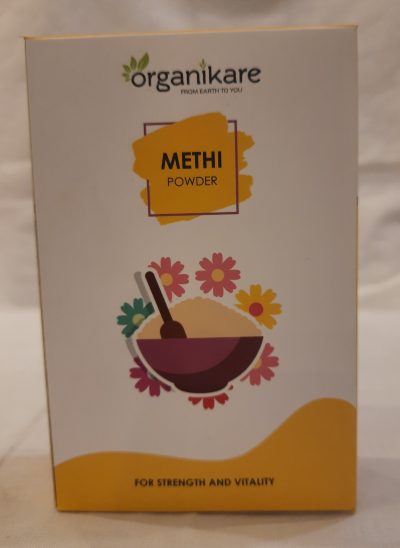 organikare
FROM EARTH TO YOU
METHI
POWDER
FOR STRENGTH AND VITALITY